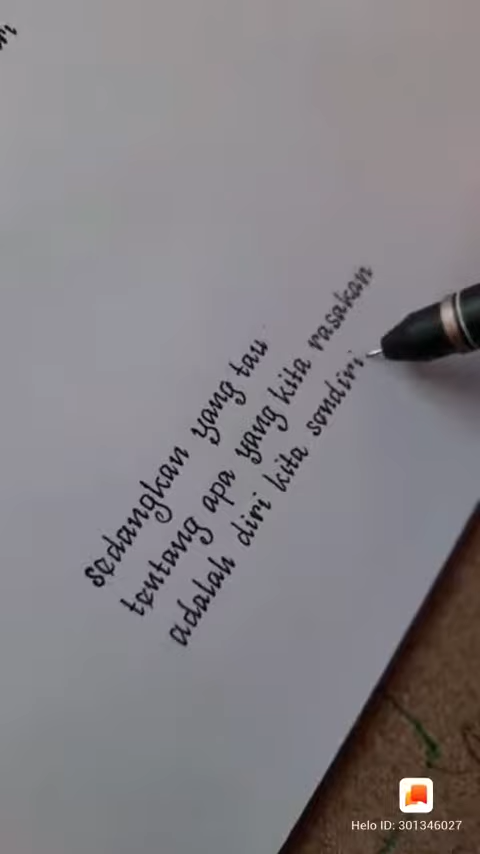 sedangkan yang tau
tentang apa yang kita rasakan
adalah diri kita sendiri
Helo ID: 301346027